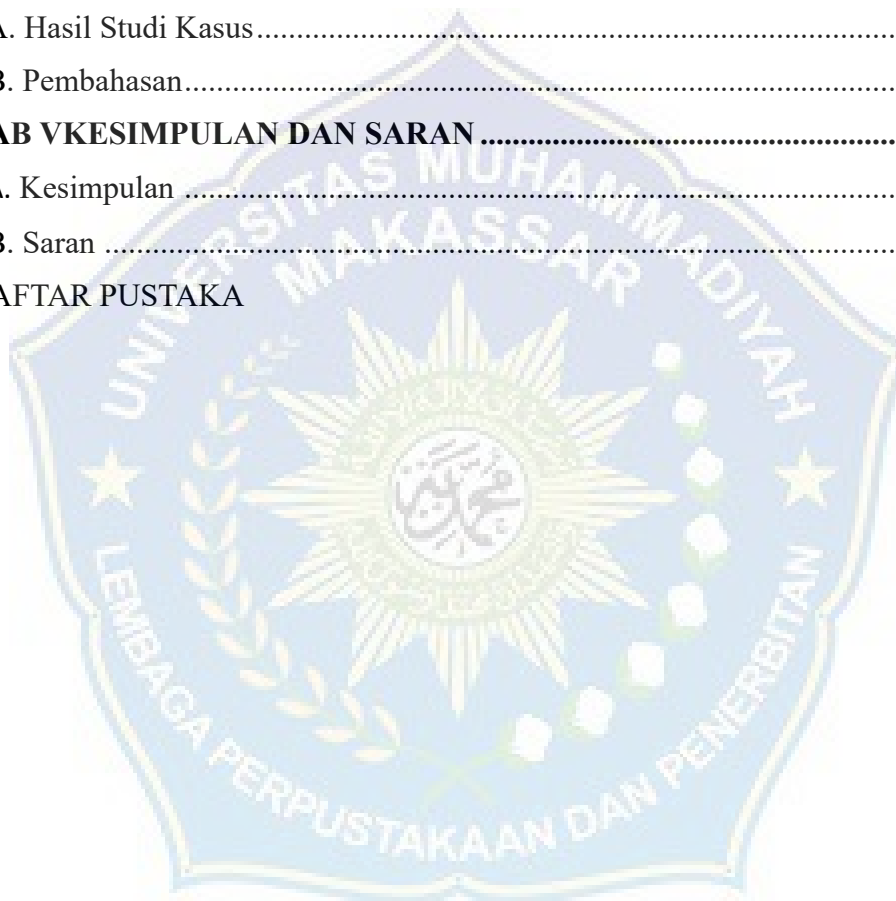 A. Hasil Studi Kasus
B. Pembahasan
AB VKESIMPULAN DAN SARAN
A. Kesimpulan
B. Saran
AFTAR PUSTAKA
UNIVERSITAS MUHAMMADIYAH
MAKASSAR
LEMBAGA PERPUSTAKAAN DAN PENERBITAN